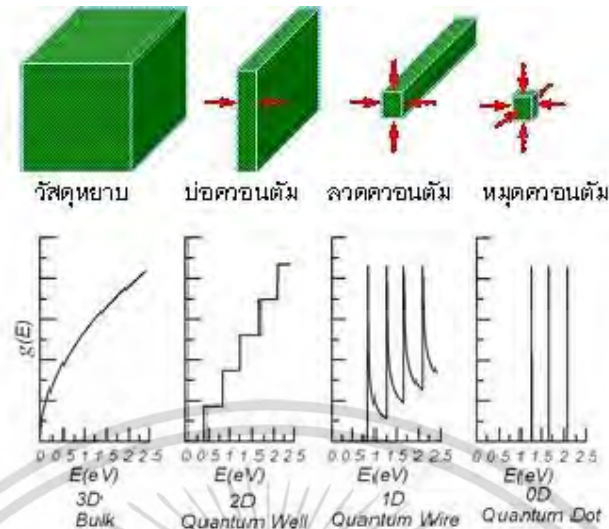 วัสดุหยาบ บ่อควอนตัม ลวดควอนตัม หมุดควอนตัม
g(E)
0 0.5 1 1.5 2 2.5 0 0.5 1 1.5 2 2.5 0 0.5 1 1.5 2 2.5 0 0.5 1 1.5 2 2.5
E(eV) E(eV) E(eV) E(eV)
3D 2D 1D 0D
Bulk Quantum Well Quantum Wire Quantum Dot